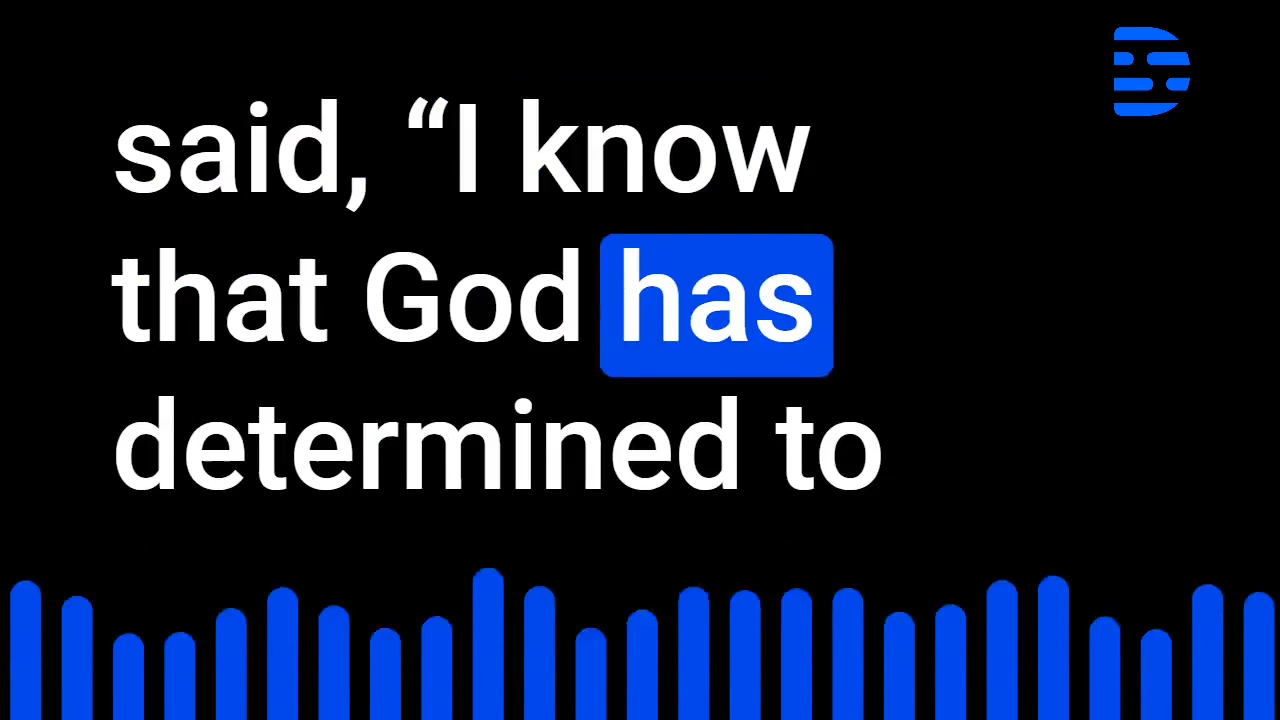 said, “I know
that God has
determined to